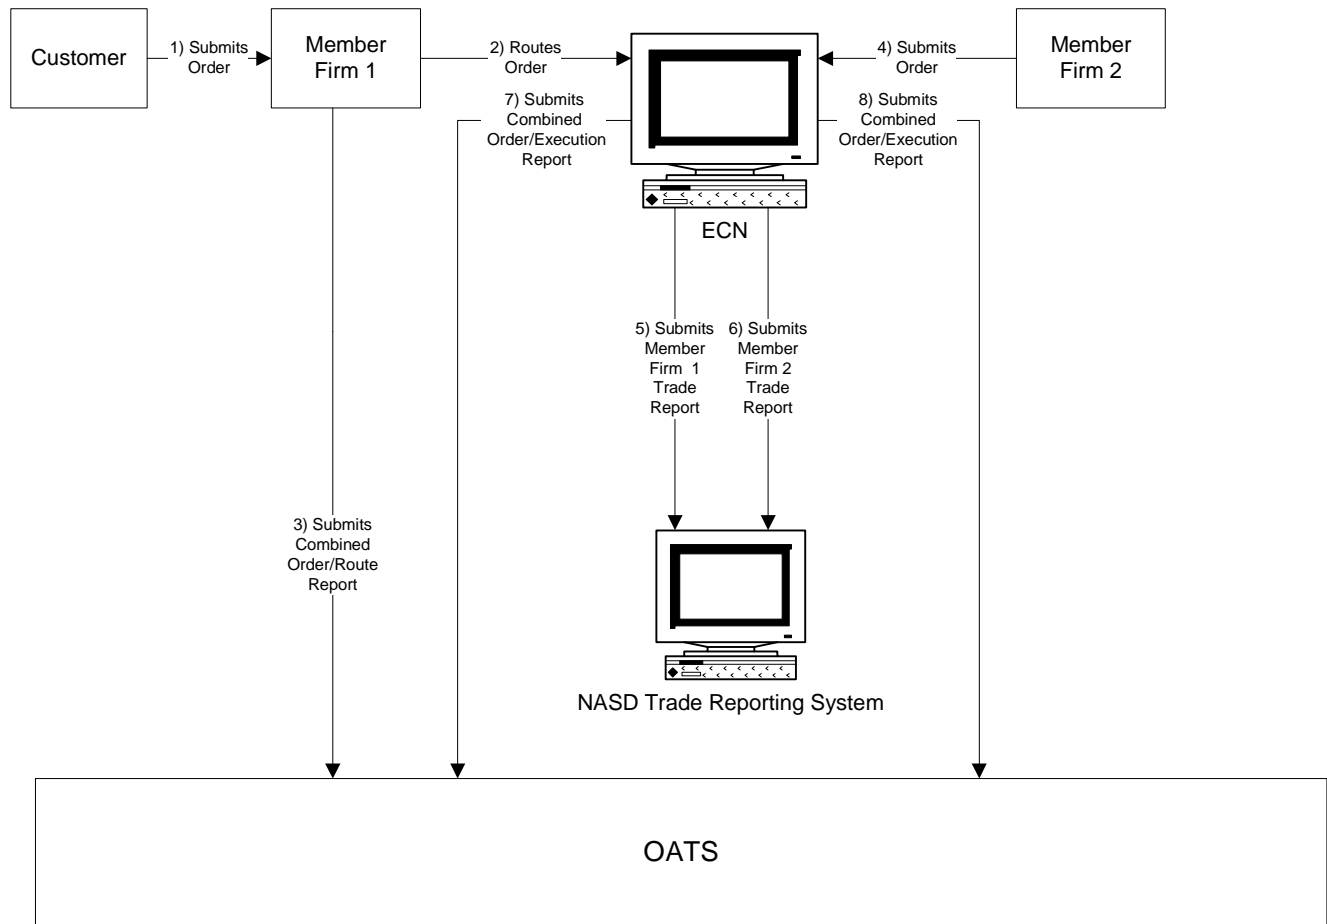 Customer
1) Submits
Order
Member
Firm 1
2) Routes
Order
4) Submits
Order
Member
Firm 2
7) Submits
Combined
Order/Execution
Report
8) Submits
Combined
Order/Execution
Report
ECN
5) Submits
Member
Firm 1
Trade
Report
6) Submits
Member
Firm 2
Trade
Report
3) Submits
Combined
Order/Route
Report
NASD Trade Reporting System
OATS